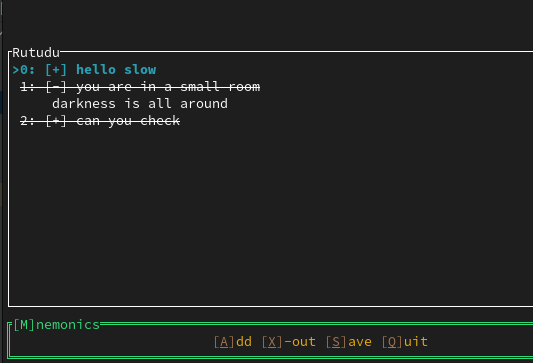 Rutudu
>0: [+] hello slow
1: [-] you are in a small room
darkness is all around
2: [+] can you check
[M]nemonics
[A]dd [X]-out [S]ave [Q]uit